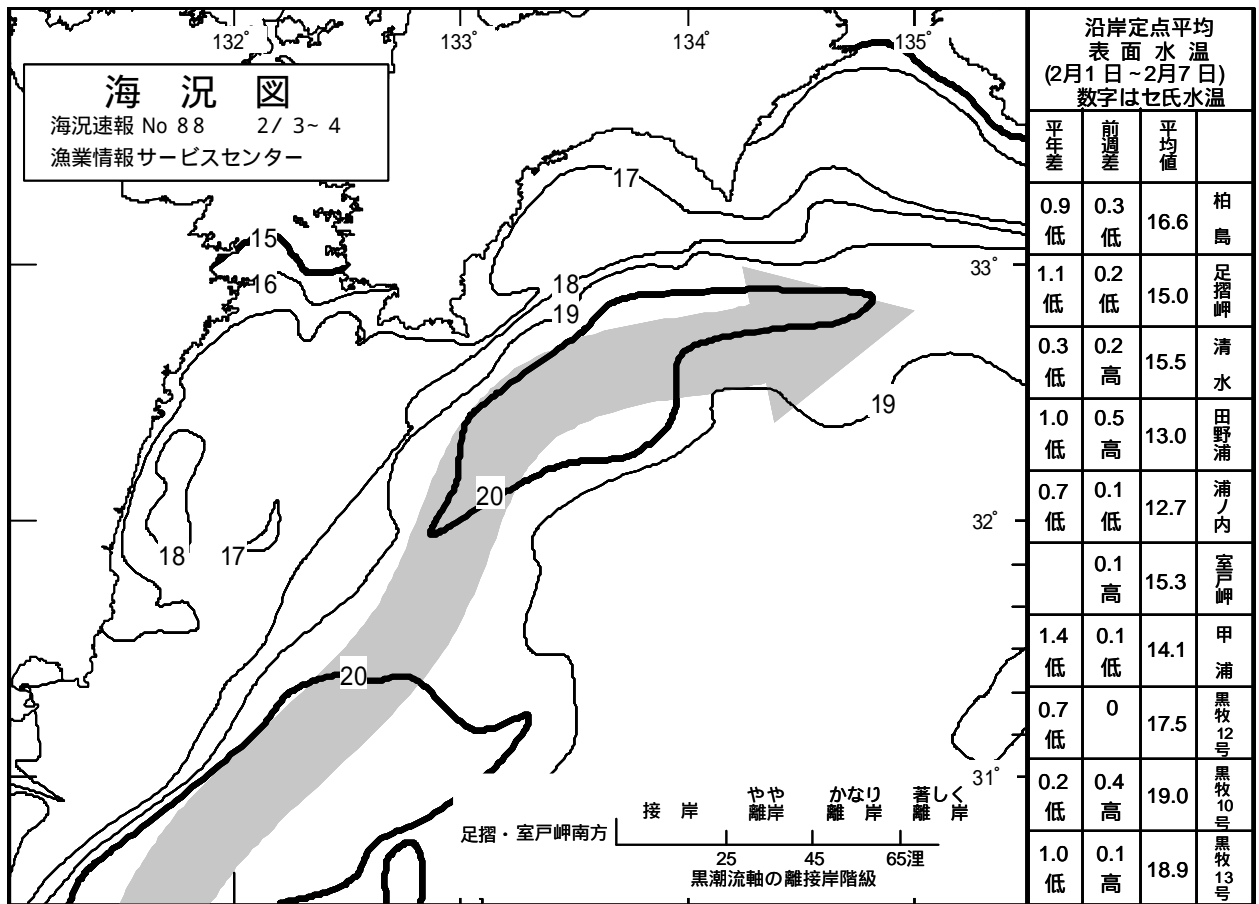 132°
133°
134°
135°
海 況 図
海況速報 No 88 2/ 3~ 4
漁業情報サービスセンター
17
15
16
18
19
33°
19
20
32°
18
17
20
31°
接 岸
やや
離岸
かなり
離 岸
著しく
離 岸
足摺・室戸岬南方
25
45
65浬
黒潮流軸の離接岸階級
沿岸定点平均
表 面 水 温
(2月1 日 ~2月7 日)
数字はセ氏水温
平年差 前週差 平均値
0.9 低 0.3 低 16.6 柏島
1.1 低 0.2 低 15.0 足摺岬
0.3 低 0.2 高 15.5 清水
1.0 低 0.5 高 13.0 田野浦
0.7 低 0.1 低 12.7 浦ノ内
0.1 高 15.3 室戸岬
1.4 低 0.1 低 14.1 甲浦
0.7 低 0 17.5 黒牧12号
0.2 低 0.4 高 19.0 黒牧10号
1.0 低 0.1 高 18.9 黒牧13号